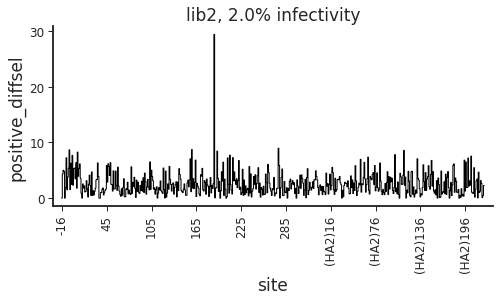 lib2, 2.0% infectivity
positive_diffsel
30
20
10
0
-16
45
105
165
225
285
(HA2)16
(HA2)76
(HA2)136
(HA2)196
site